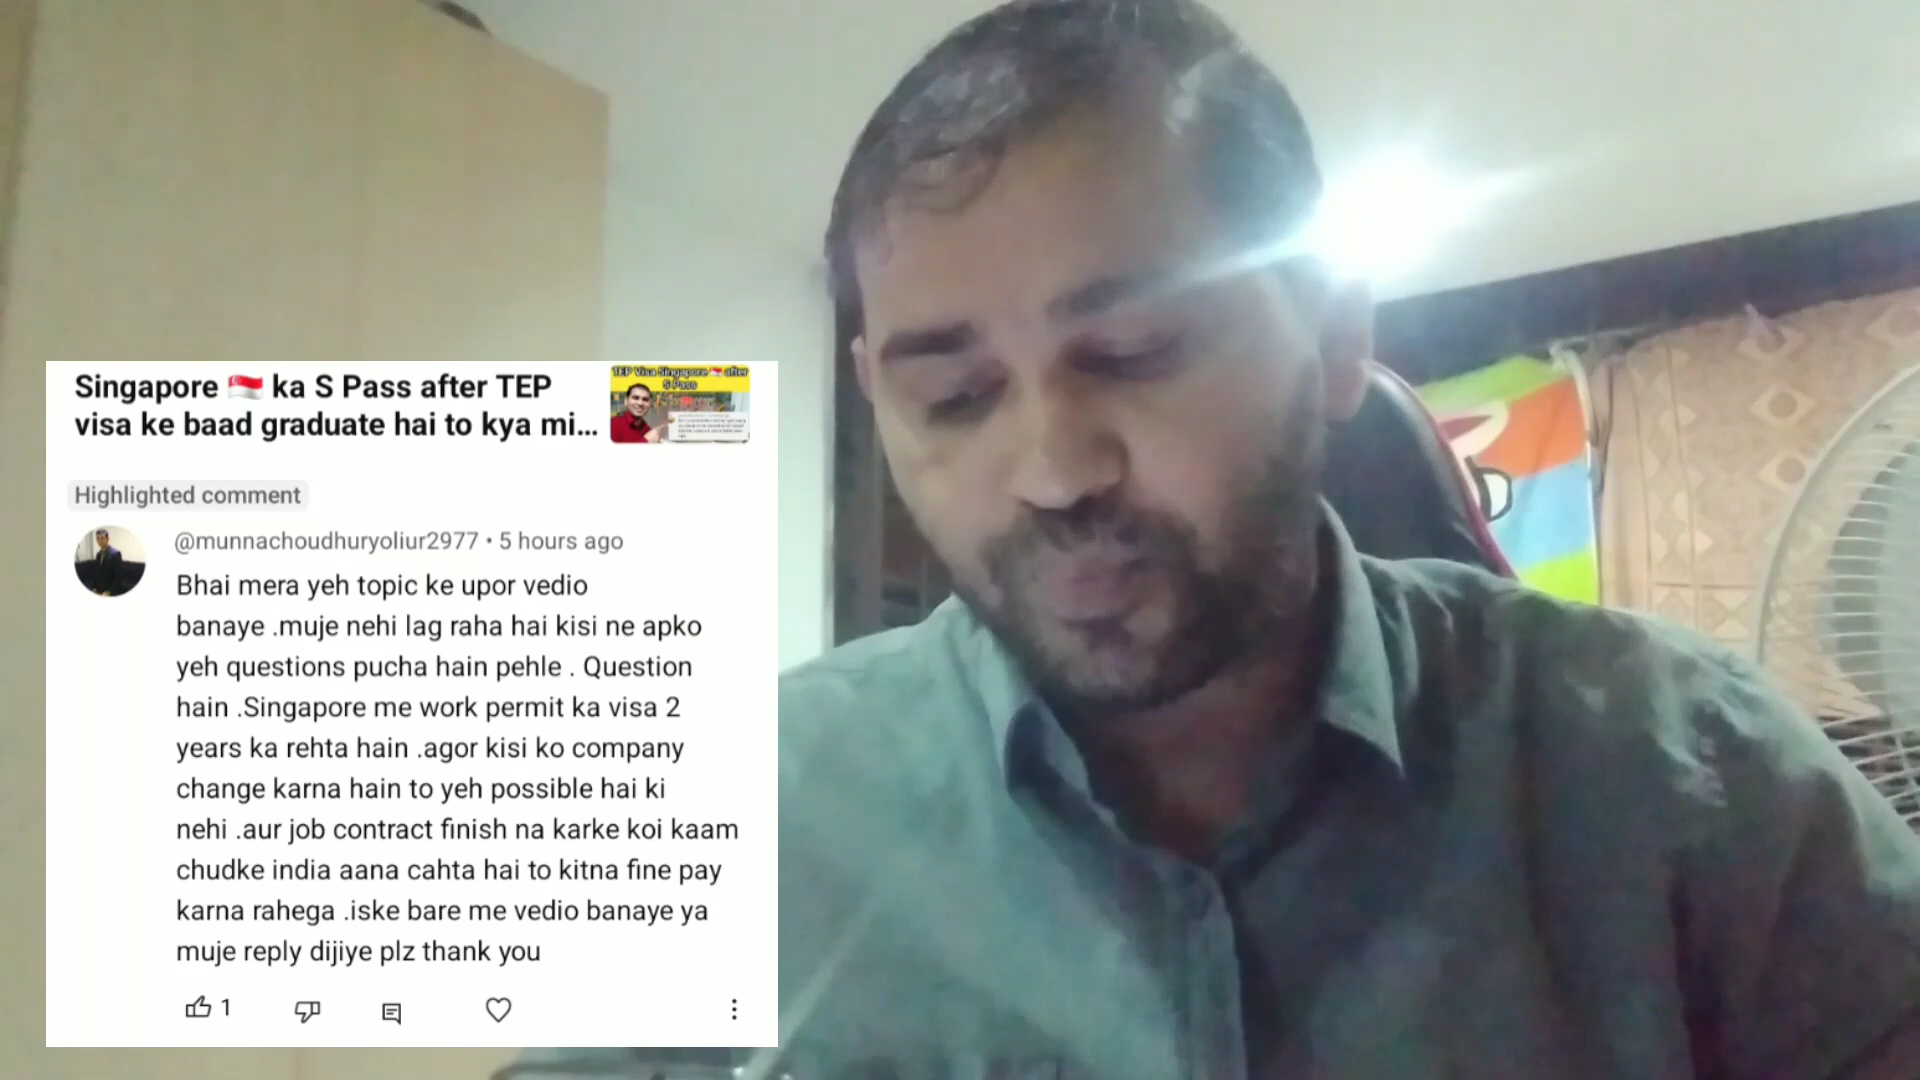 Singapore 🇸🇬 ka S Pass after TEP
visa ke baad graduate hai to kya mi...
TEP Visa Singapore 🇸🇬 after
S Pass
Highlighted comment
@munnachoudhuryoliur2977 • 5 hours ago
Bhai mera yeh topic ke upor vedio
banaye .muje nehi lag raha hai kisi ne apko
yeh questions pucha hain pehle . Question
hain .Singapore me work permit ka visa 2
years ka rehta hain .agor kisi ko company
change karna hain to yeh possible hai ki
nehi .aur job contract finish na karke koi kaam
chudke india aana cahta hai to kitna fine pay
karna rahega .iske bare me vedio banaye ya
muje reply dijiye plz thank you
1